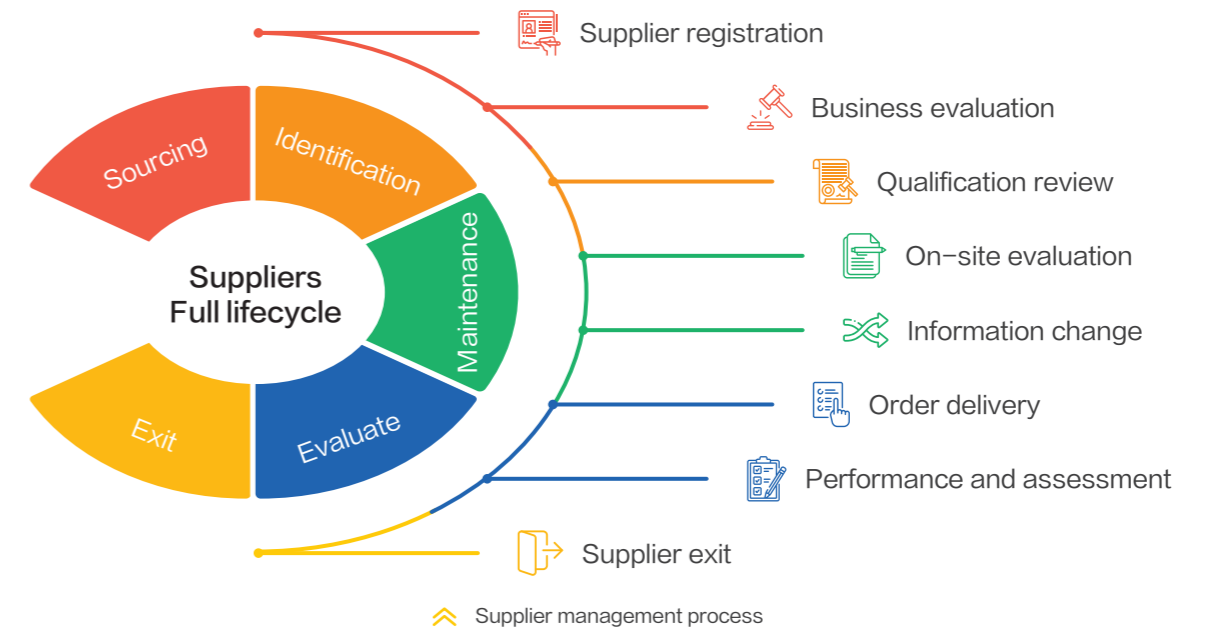 Supplier registration
Business evaluation
Sourcing
Identification
Qualification review
Maintenance
On-site evaluation
Suppliers
Full lifecycle
Information change
Order delivery
Exit
Evaluate
Performance and assessment
Supplier exit
Supplier management process